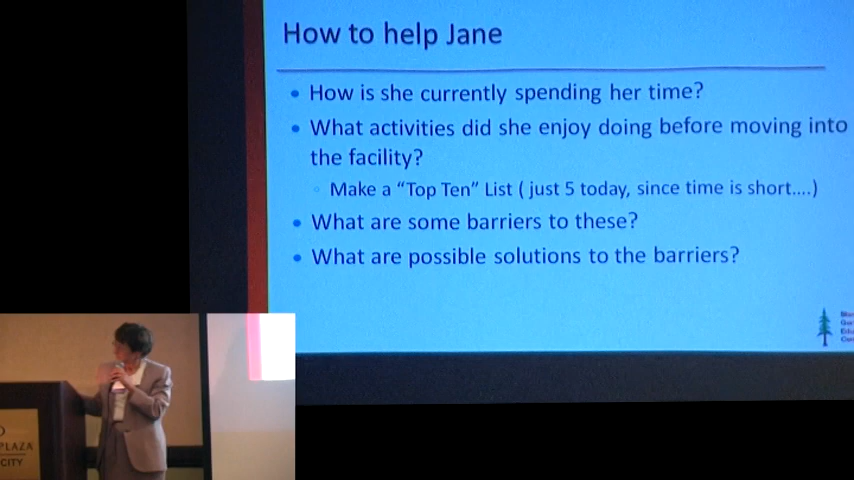 How to help Jane
• How is she currently spending her time?
• What activities did she enjoy doing before moving into
the facility?
◦ Make a “Top Ten” List ( just 5 today, since time is short....)
• What are some barriers to these?
• What are possible solutions to the barriers?
PLAZA
CITY